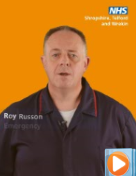 NHS
Shropshire, Telford
and Wrekin
Roy Russon